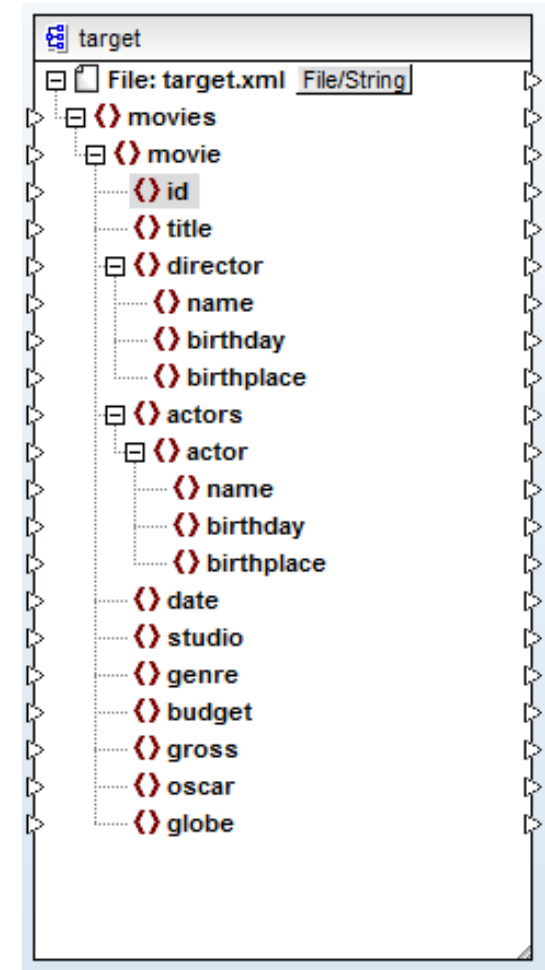 target
File: target.xml File/String
movies
movie
id
title
director
name
birthday
birthplace
actors
actor
name
birthday
birthplace
date
studio
genre
budget
gross
oscar
globe